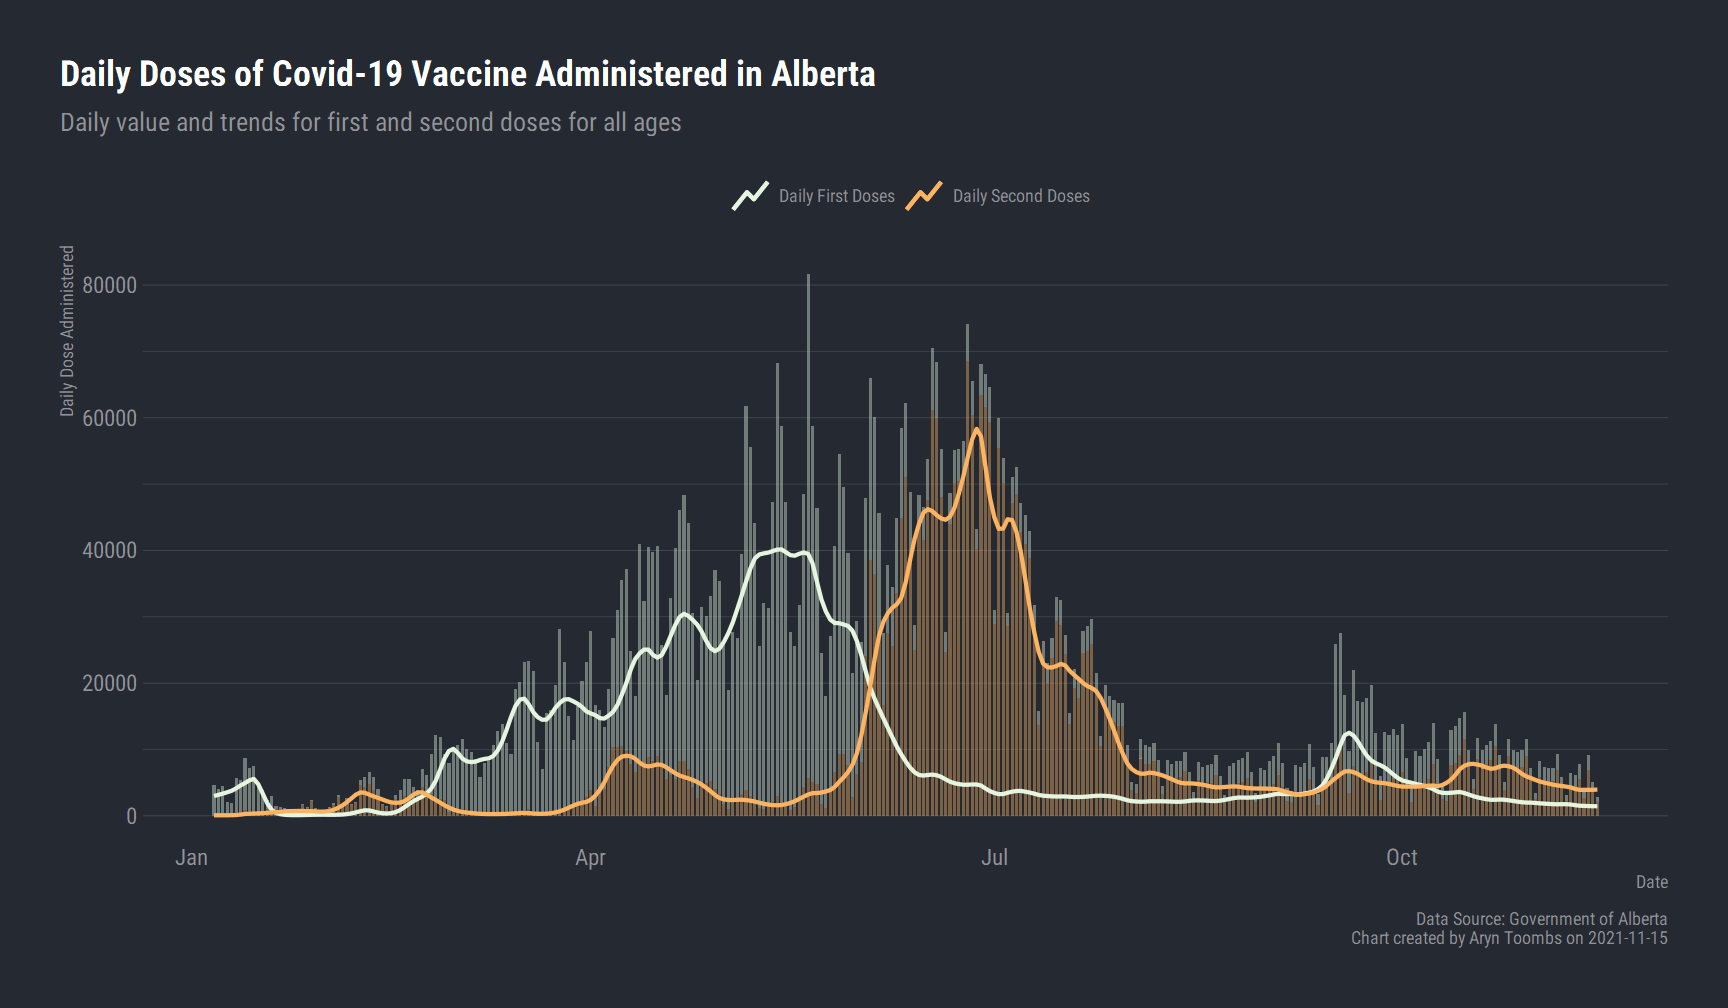 Daily Doses of Covid-19 Vaccine Administered in Alberta
Daily value and trends for first and second doses for all ages
Daily First Doses
Daily Second Doses
Daily Dose Administered
80000
60000
40000
20000
0
Jan
Apr
Jul
Oct
Date
Data Source: Government of Alberta
Chart created by Aryn Toombs on 2021-11-15